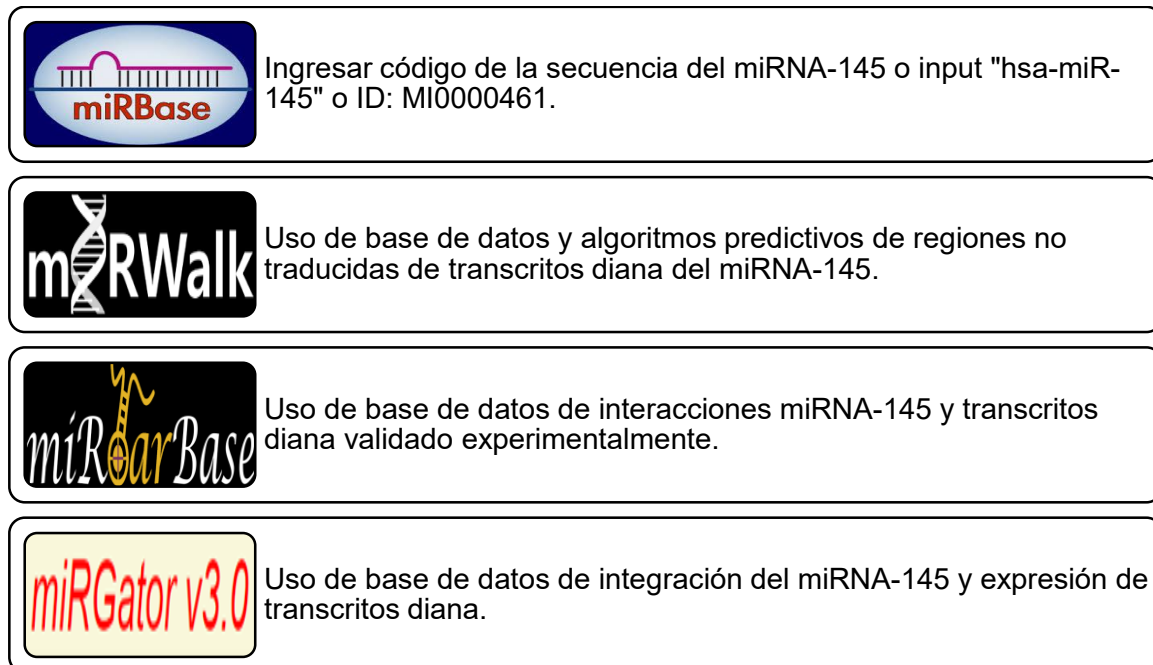 miRBase
Ingresar código de la secuencia del miRNA-145 o input "hsa-miR-
145" o ID: MI0000461.
miRWalk
Uso de base de datos y algoritmos predictivos de regiones no
traducidas de transcritos diana del miRNA-145.
miRTarBase
Uso de base de datos de interacciones miRNA-145 y transcritos
diana validado experimentalmente.
miRGator v3.0
Uso de base de datos de integración del miRNA-145 y expresión de
transcritos diana.